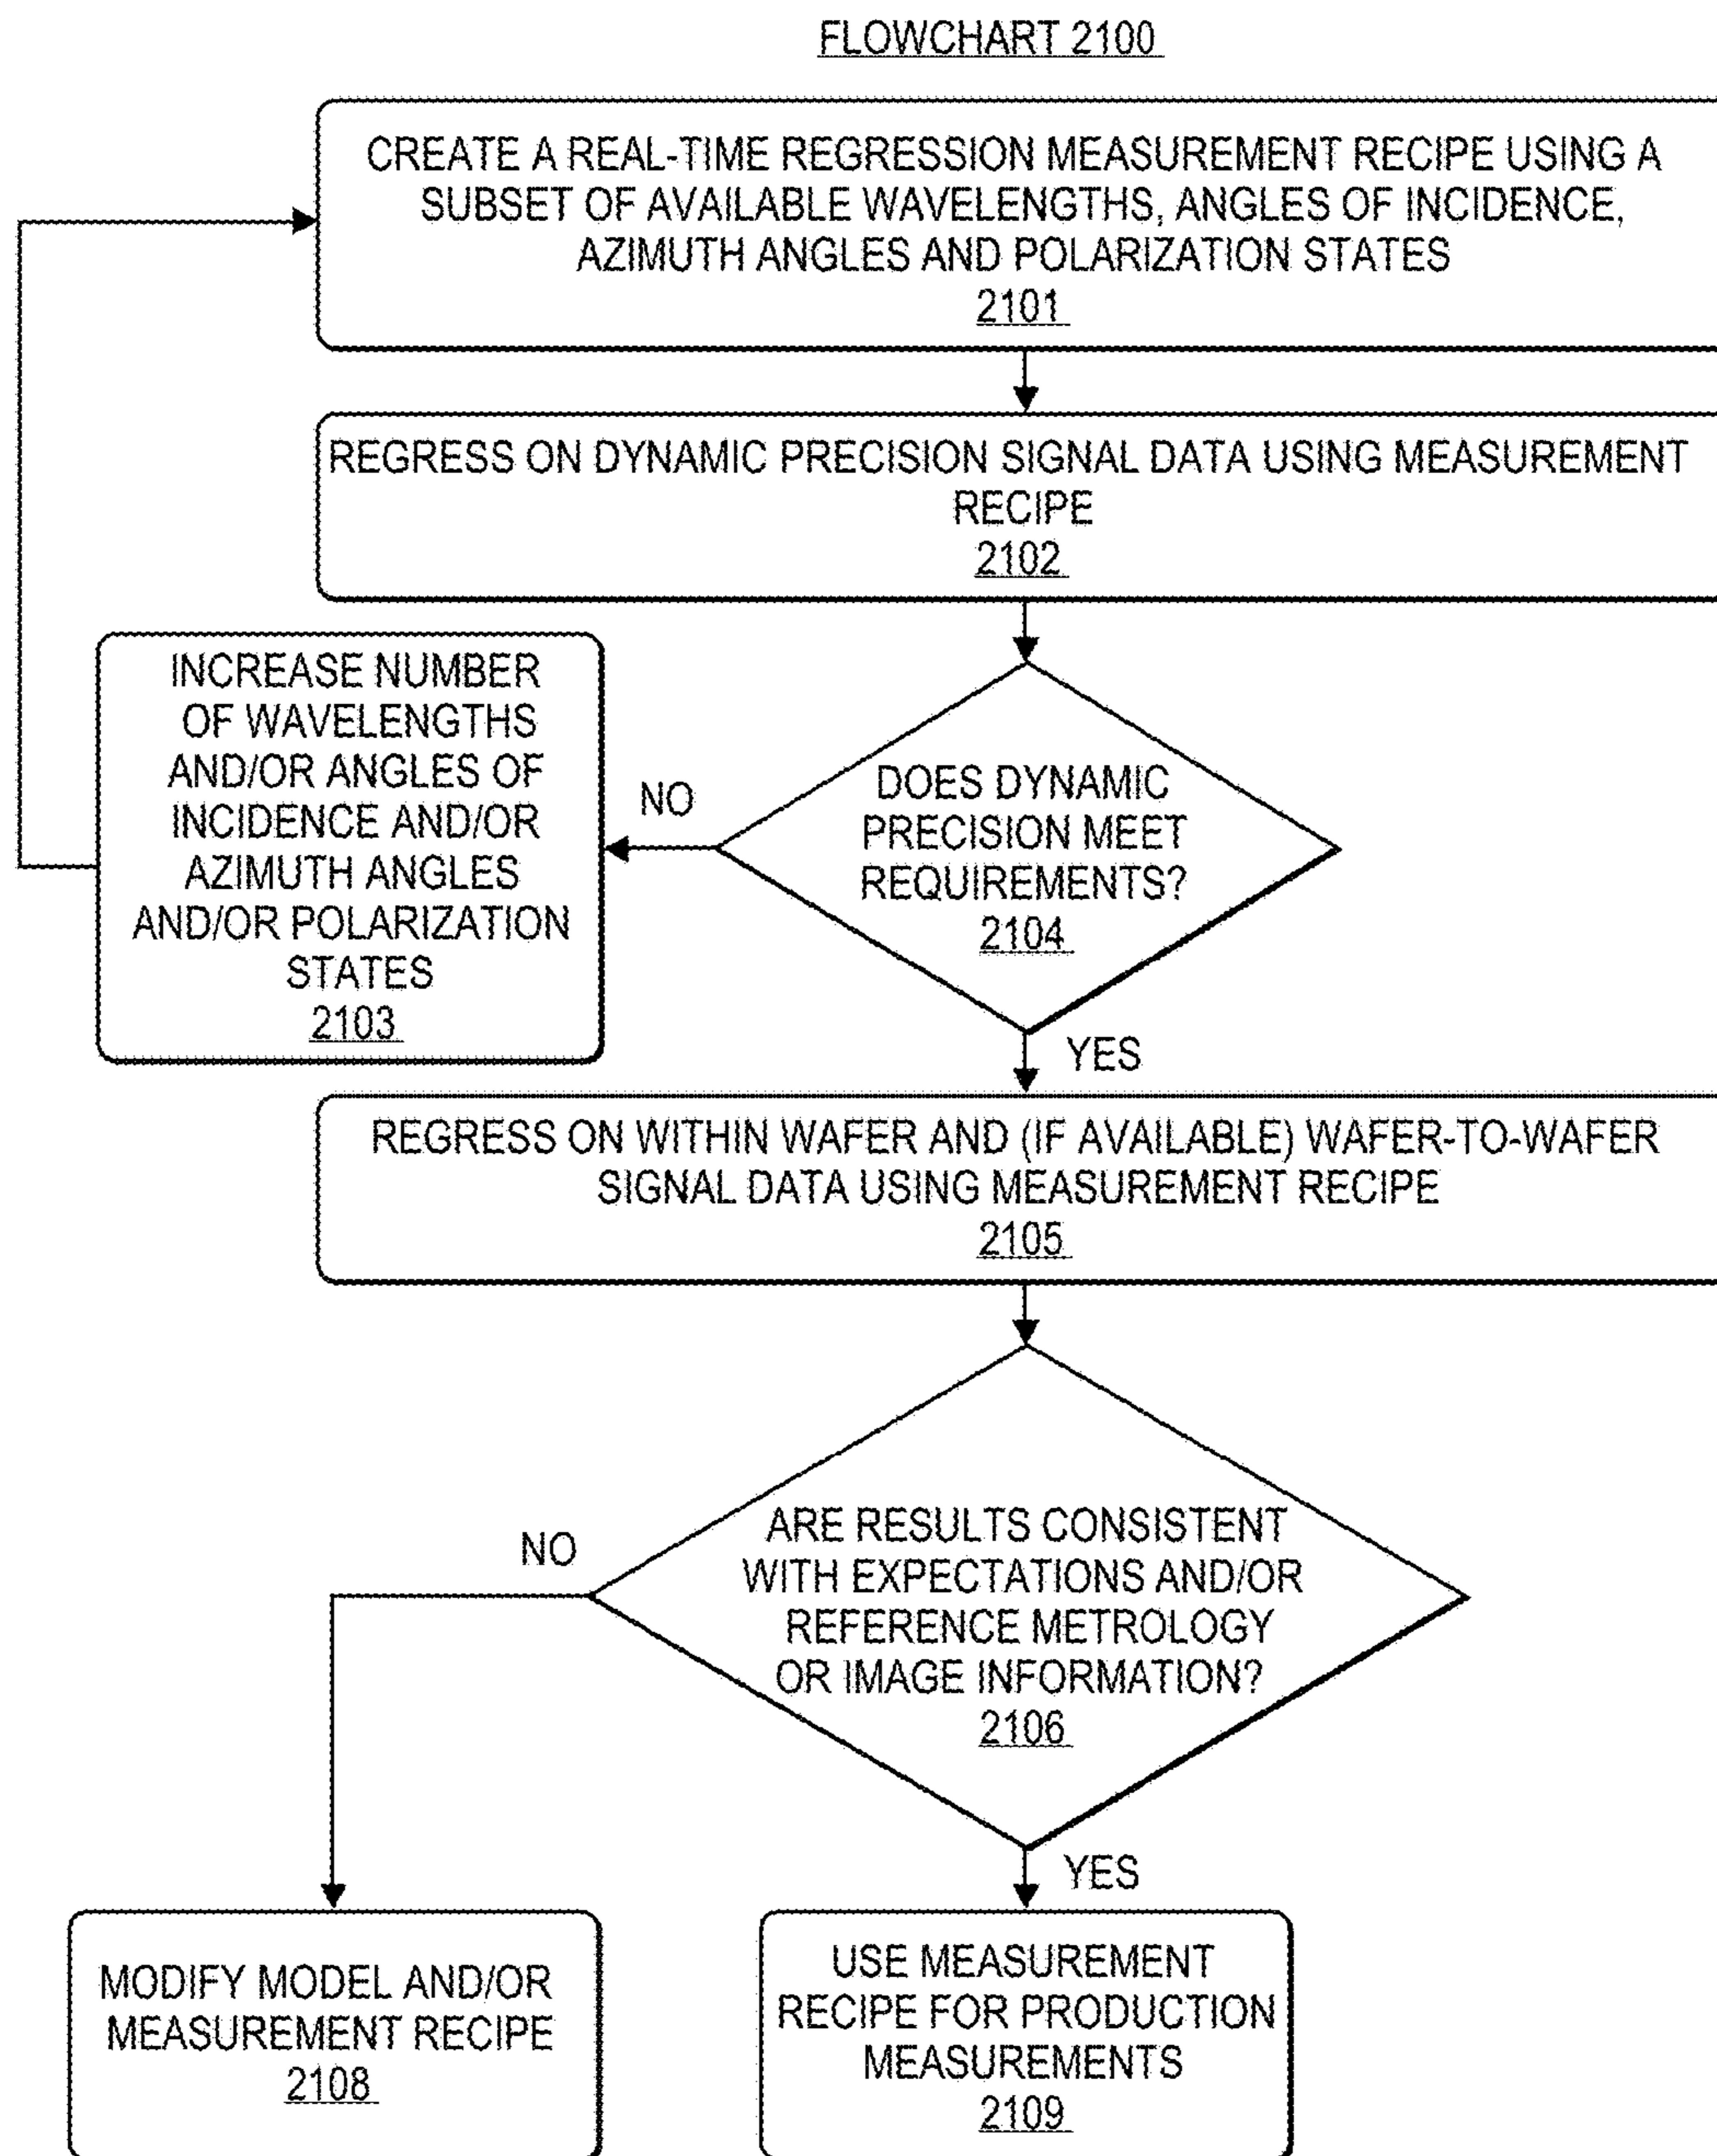 FLOWCHART 2100
CREATE A REAL-TIME REGRESSION MEASUREMENT RECIPE USING A
SUBSET OF AVAILABLE WAVELENGTHS, ANGLES OF INCIDENCE,
AZIMUTH ANGLES AND POLARIZATION STATES
2101
REGRESS ON DYNAMIC PRECISION SIGNAL DATA USING MEASUREMENT
RECIPE
2102
INCREASE NUMBER
OF WAVELENGTHS
AND/OR ANGLES OF
INCIDENCE AND/OR
AZIMUTH ANGLES
AND/OR POLARIZATION
STATES
2103
NO
DOES DYNAMIC
PRECISION MEET
REQUIREMENTS?
2104
YES
REGRESS ON WITHIN WAFER AND (IF AVAILABLE) WAFER-TO-WAFER
SIGNAL DATA USING MEASUREMENT RECIPE
2105
NO
ARE RESULTS CONSISTENT
WITH EXPECTATIONS AND/OR
REFERENCE METROLOGY
OR IMAGE INFORMATION?
2106
YES
MODIFY MODEL AND/OR
MEASUREMENT RECIPE
2108
USE MEASUREMENT
RECIPE FOR PRODUCTION
MEASUREMENTS
2109